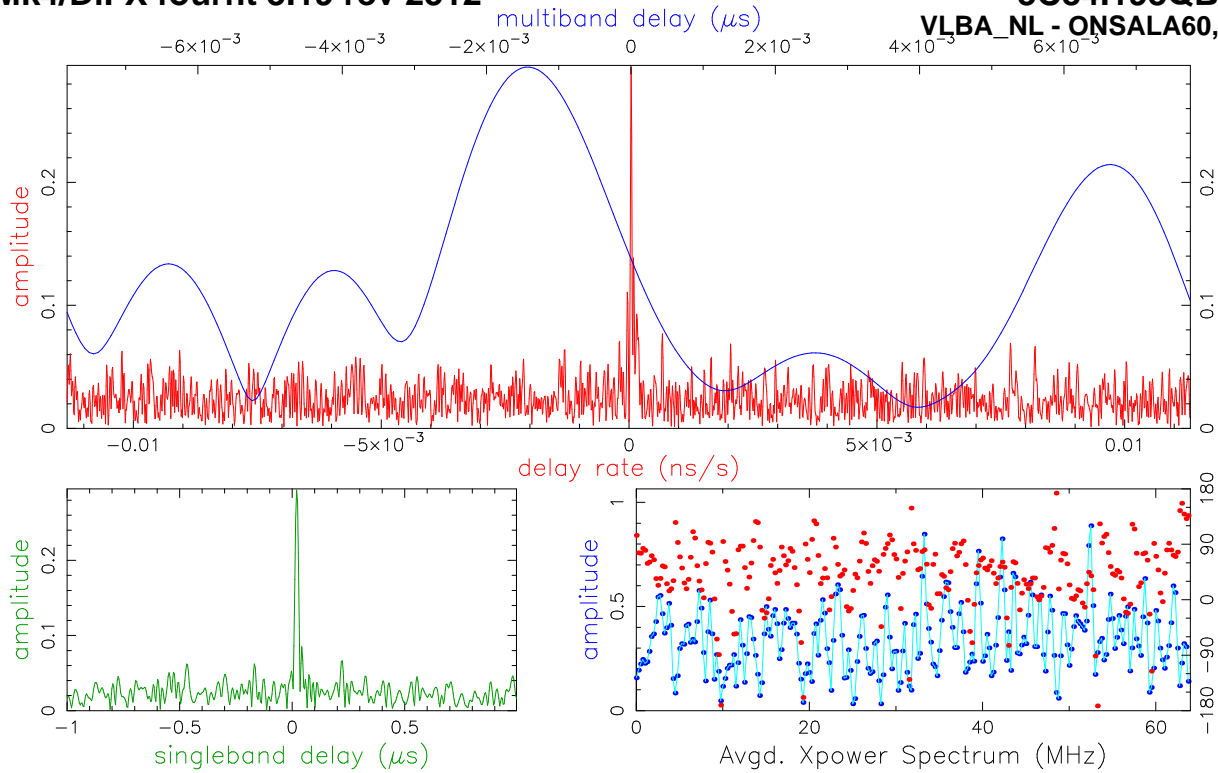 multiband delay (μs)
VLBA_NL - ONSALA60,
−6×10⁻³ −4×10⁻³ −2×10⁻³ 0 2×10⁻³ 4×10⁻³ 6×10⁻³
amplitude
0 0.1 0.2
0 0.1 0.2
−0.01 −5×10⁻³ 0 5×10⁻³ 0.01
delay rate (ns/s)
amplitude
0 0.1 0.2
−1 −0.5 0 0.5
singleband delay (μs)
amplitude
0 0.5 1
−180 −90 0 90 180
0 20 40 60
Avgd. Xpower Spectrum (MHz)